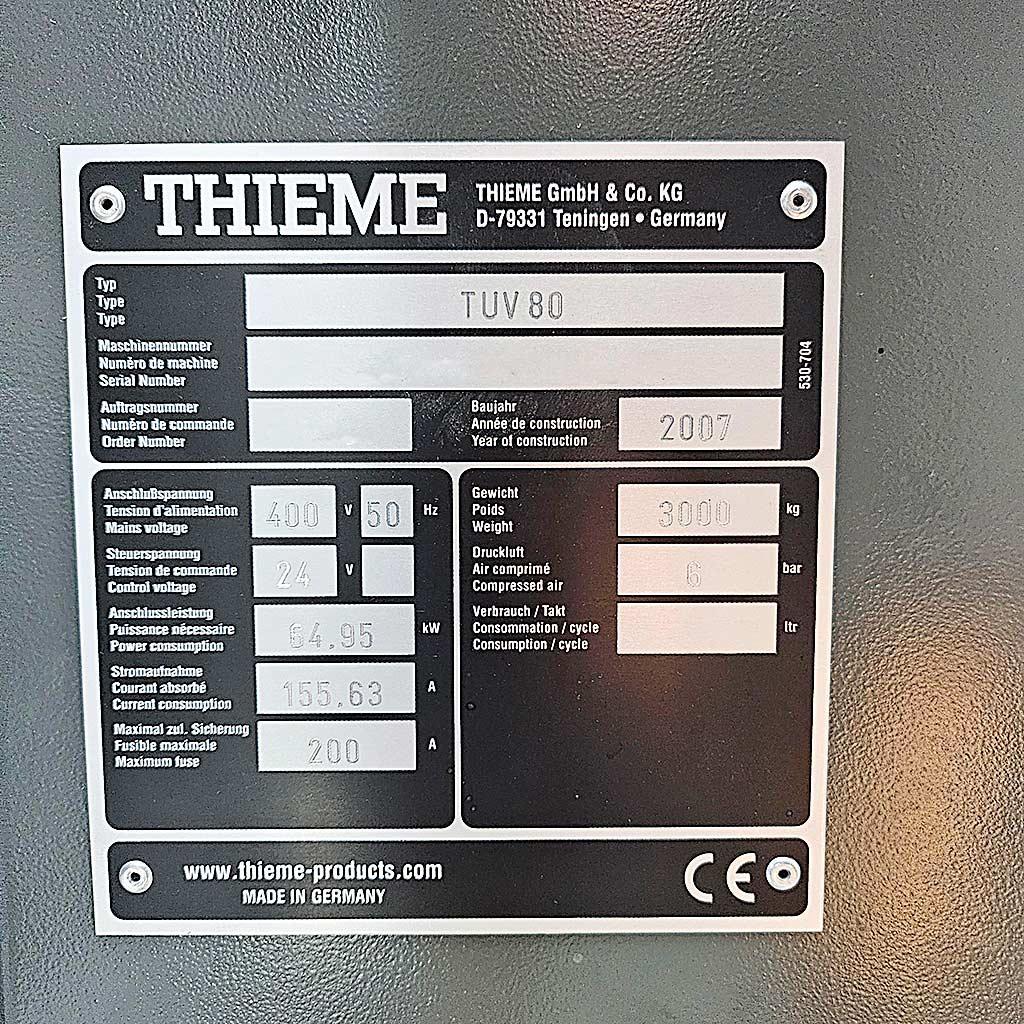 THIEME
THIEME GmbH & Co. KG
D-79331 Teningen • Germany
Typ
Type
Type
TUV 80
Maschinennummer
Numéro de machine
Serial Number
530-704
Auftragsnummer
Numéro de commande
Order Number
Baujahr
Année de construction
Year of construction
2007
Anschlußspannung
Tension d'alimentation
Mains voltage
400 V 50 Hz
Steuerspannung
Tension de commande
Control voltage
24 V
Anschlussleistung
Puissance nécessaire
Power consumption
64,95 kW
Stromaufnahme
Courant absorbé
Current consumption
155,63 A
Maximal zul. Sicherung
Fusible maximale
Maximum fuse
200 A
Gewicht
Poids
Weight
3000 kg
Druckluft
Air comprimé
Compressed air
6 bar
Verbrauch / Takt
Consommation / cycle
Consumption / cycle
ltr
www.thieme-products.com
MADE IN GERMANY
CE